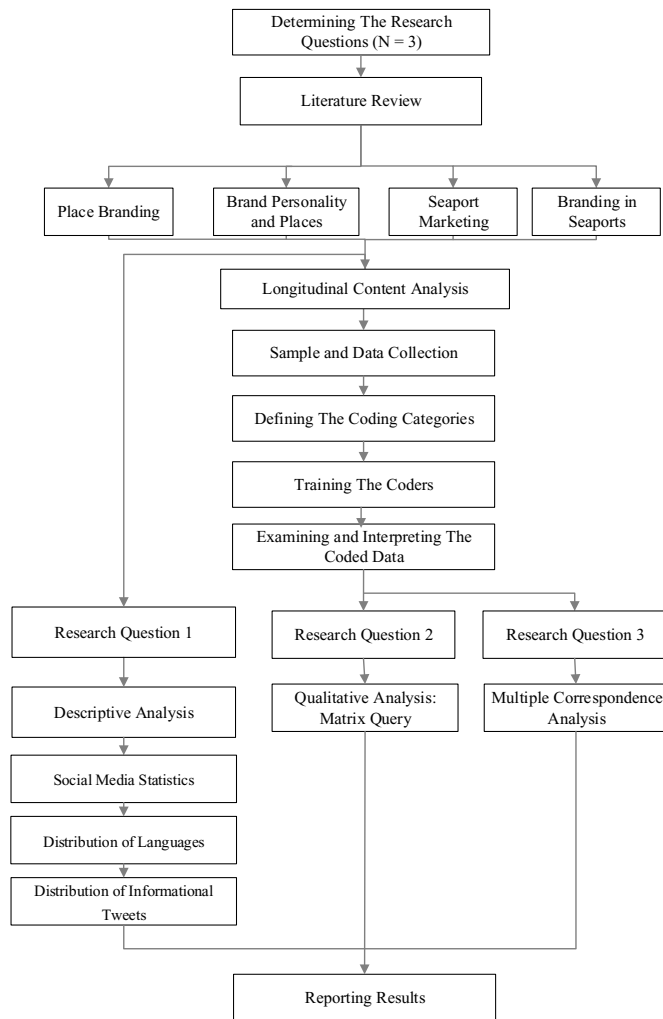 Determining The Research
Questions (N = 3)
Literature Review
Place Branding
Brand Personality
and Places
Seaport
Marketing
Branding in
Seaports
Longitudinal Content Analysis
Sample and Data Collection
Defining The Coding Categories
Training The Coders
Examining and Interpreting The
Coded Data
Research Question 1
Research Question 2
Research Question 3
Descriptive Analysis
Qualitative Analysis:
Matrix Query
Multiple Correspondence
Analysis
Social Media Statistics
Distribution of Languages
Distribution of Informational
Tweets
Reporting Results